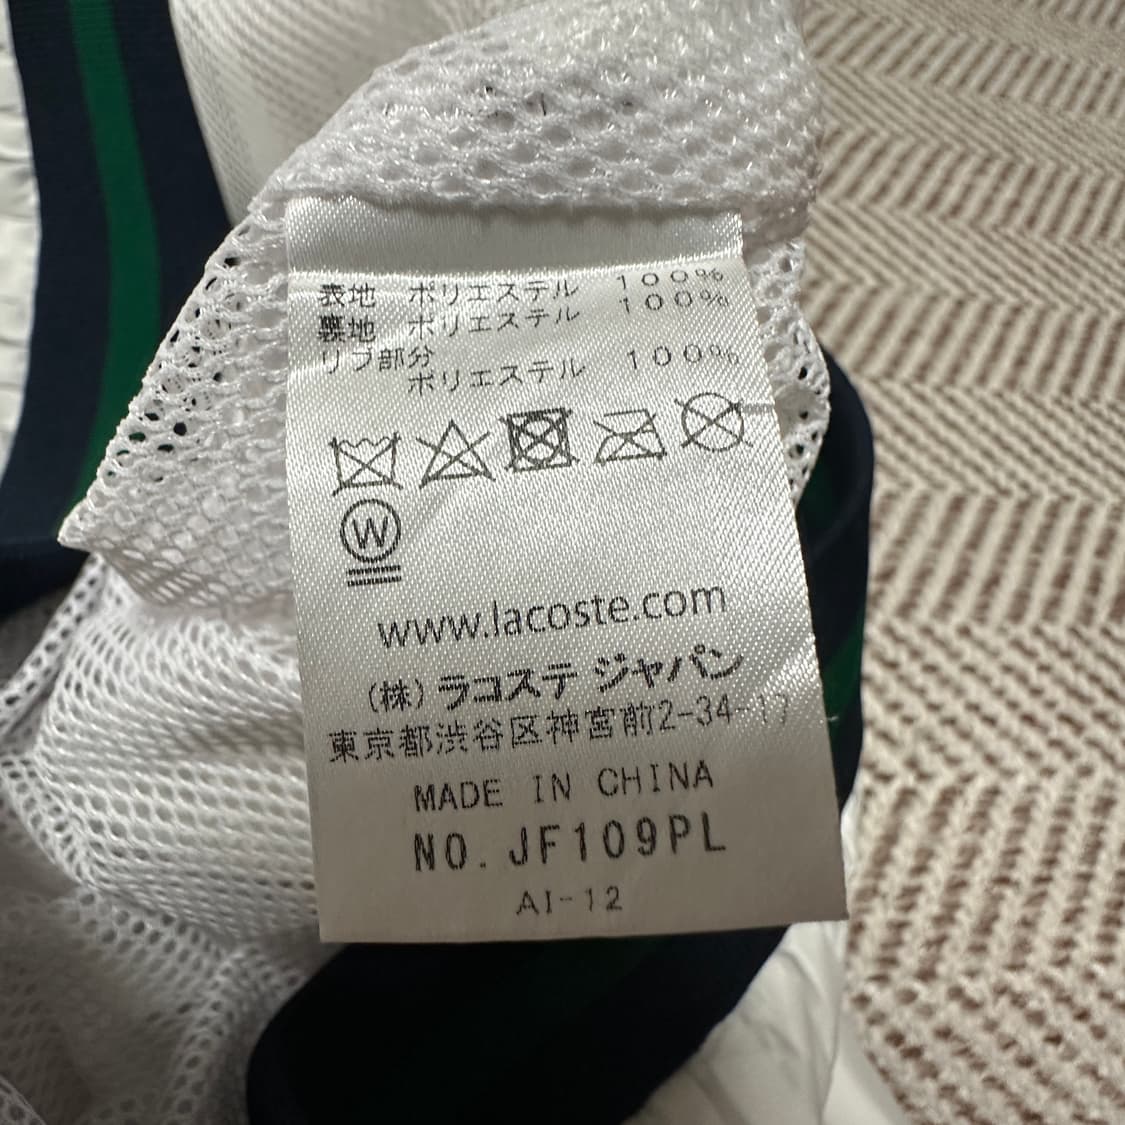 表地 ポリエステル 100%
裏地 ポリエステル 100%
リブ部分
ポリエステル 100%
W
www.lacoste.com
(株) ラコステ ジャパン
東京都渋谷区神宮前2-34-17
MADE IN CHINA
NO. JF109PL
AI-12